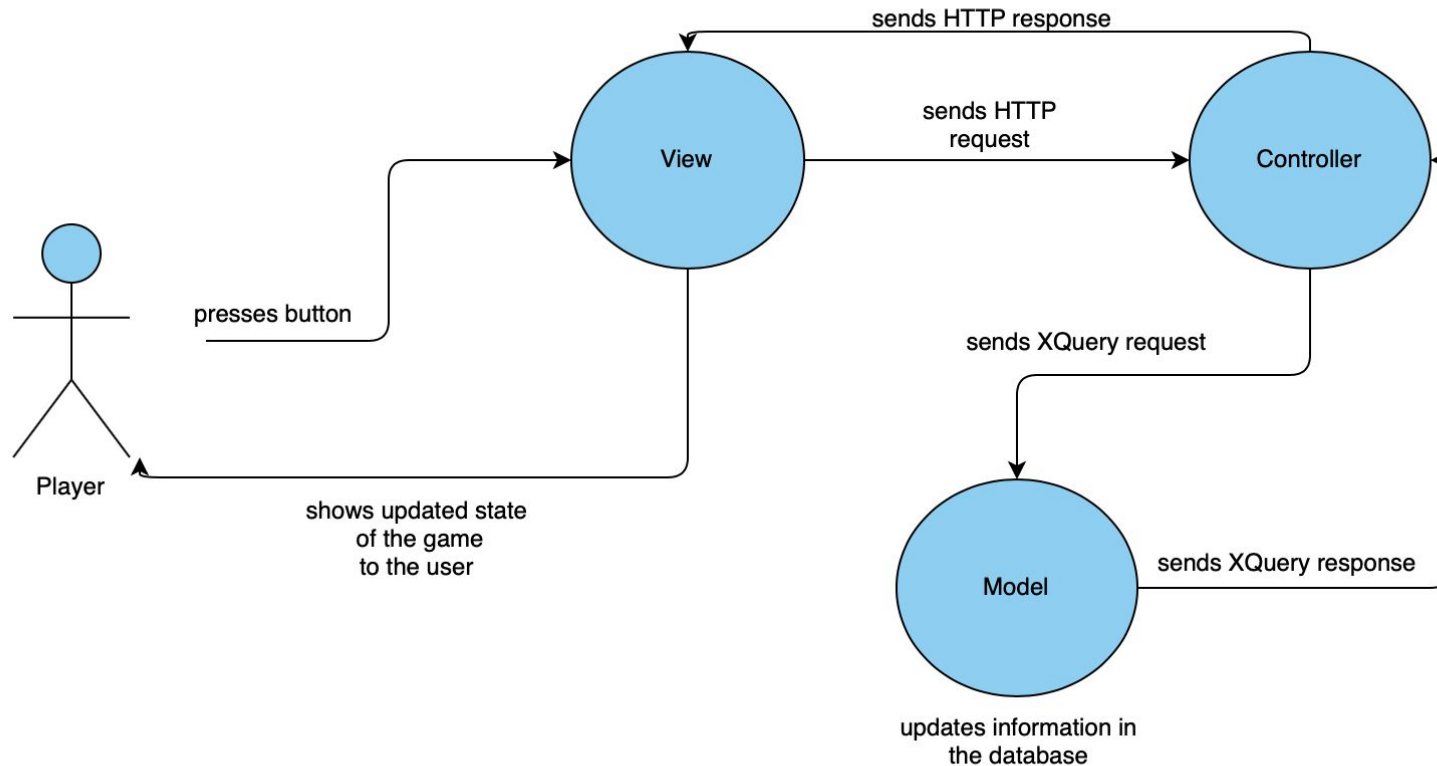 sends HTTP response
sends HTTP
request
View
Controller
presses button
sends XQuery request
Player
shows updated state
of the game
to the user
sends XQuery response
Model
updates information in
the database